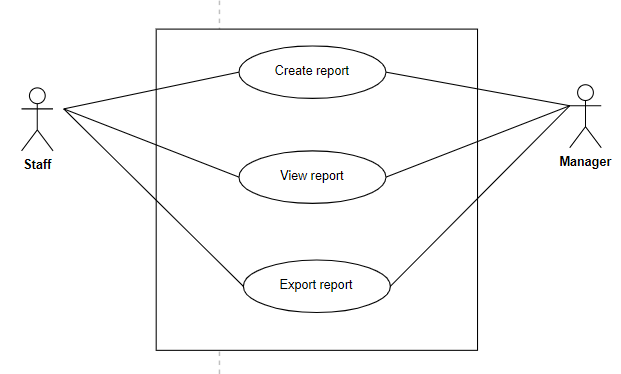 Create report
Staff
Manager
View report
Export report